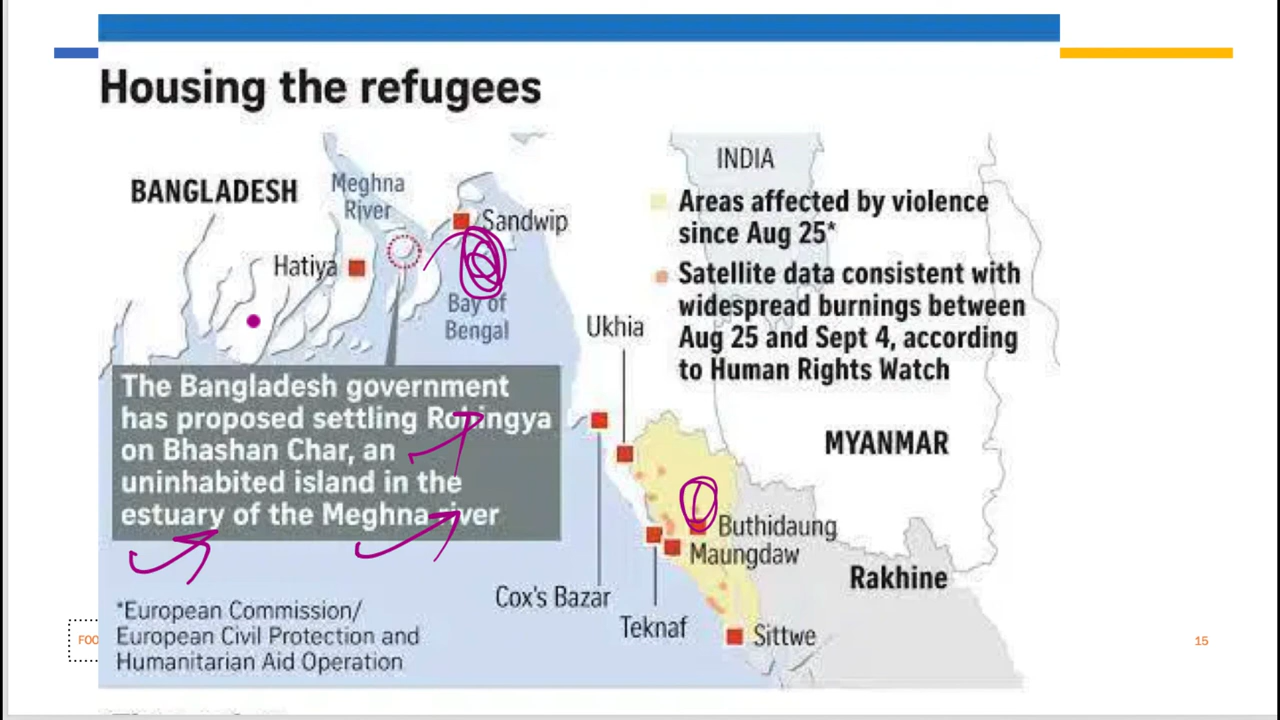 Housing the refugees
BANGLADESH
Meghna
River
Sandwip
Hatiya
Bay of
Bengal
INDIA
Areas affected by violence
since Aug 25*
Satellite data consistent with
widespread burnings between
Aug 25 and Sept 4, according
to Human Rights Watch
Ukhia
The Bangladesh government
has proposed settling Rohingya
on Bhashan Char, an
uninhabited island in the
estuary of the Meghna river
MYANMAR
Buthidaung
Maungdaw
Rakhine
Cox's Bazar
Teknaf
Sittwe
*European Commission/
European Civil Protection and
Humanitarian Aid Operation
FOO
15